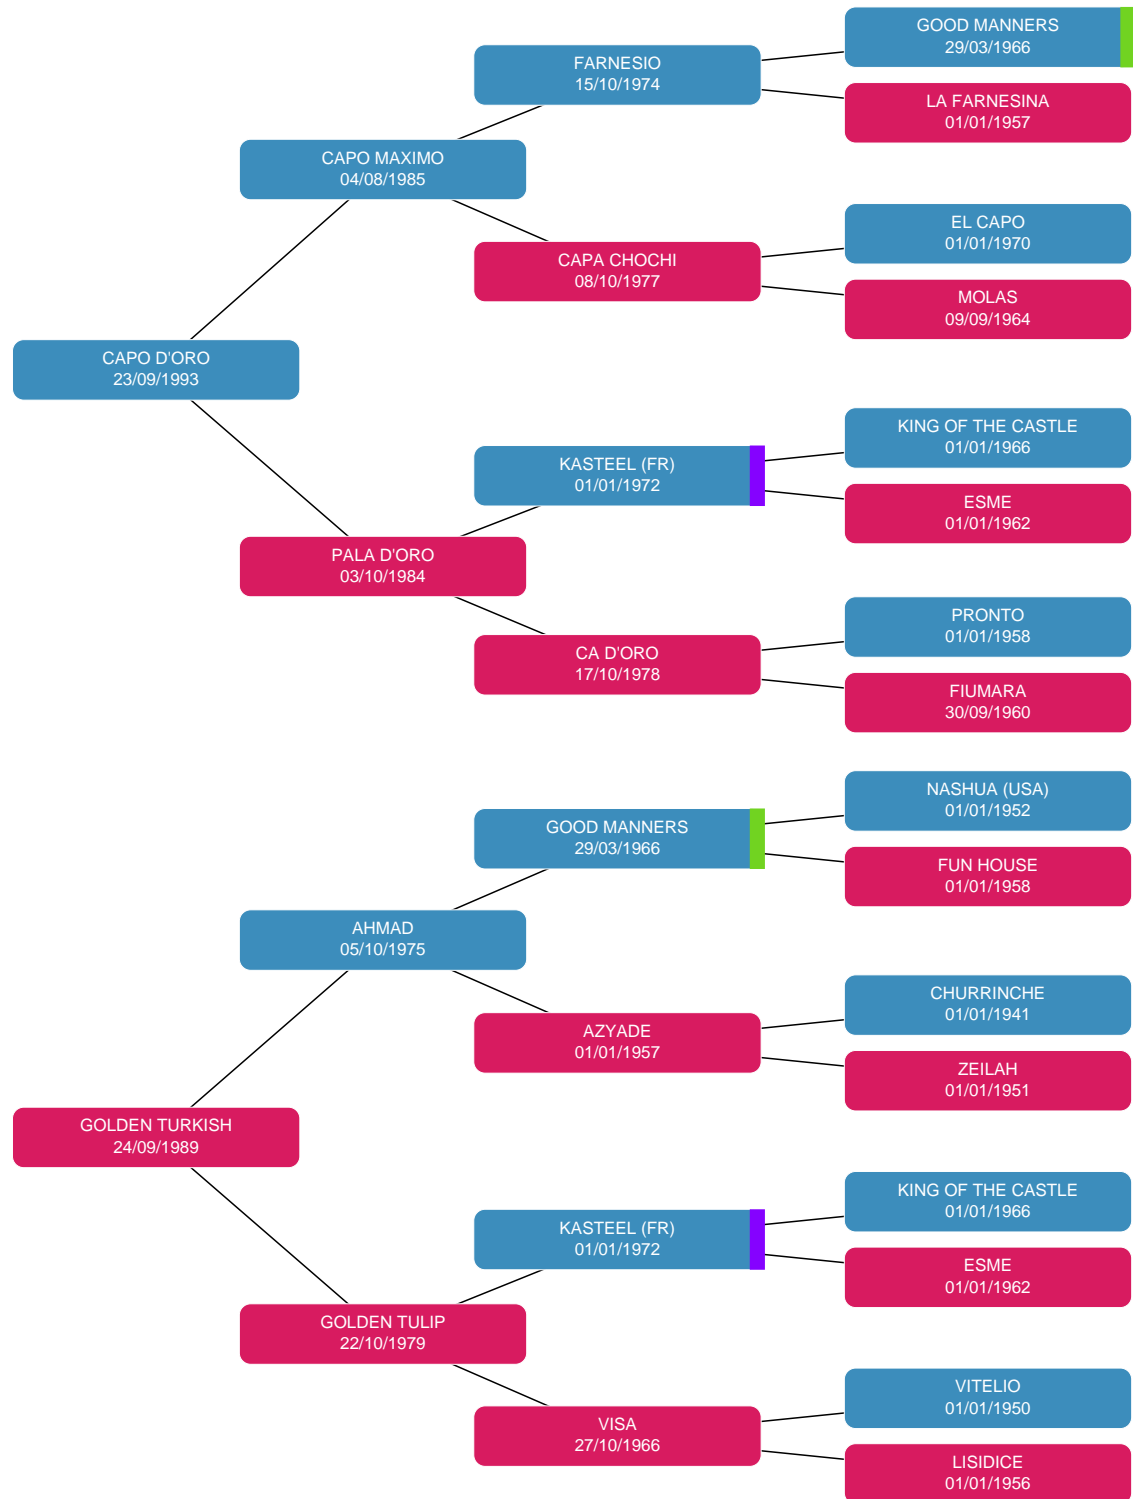 GOOD MANNERS
29/03/1966
FARNESIO
15/10/1974
LA FARNESINA
01/01/1957
CAPO MAXIMO
04/08/1985
EL CAPO
01/01/1970
CAPA CHOCHI
08/10/1977
MOLAS
09/09/1964
CAPO D'ORO
23/09/1993
KING OF THE CASTLE
01/01/1966
KASTEEL (FR)
01/01/1972
ESME
01/01/1962
PALA D'ORO
03/10/1984
PRONTO
01/01/1958
CA D'ORO
17/10/1978
FIUMARA
30/09/1960
NASHUA (USA)
01/01/1952
GOOD MANNERS
29/03/1966
FUN HOUSE
01/01/1958
AHMAD
05/10/1975
CHURRINCHE
01/01/1941
AZYADE
01/01/1957
ZEILAH
01/01/1951
GOLDEN TURKISH
24/09/1989
KING OF THE CASTLE
01/01/1966
KASTEEL (FR)
01/01/1972
ESME
01/01/1962
GOLDEN TULIP
22/10/1979
VITELIO
01/01/1950
VISA
27/10/1966
LISIDICE
01/01/1956